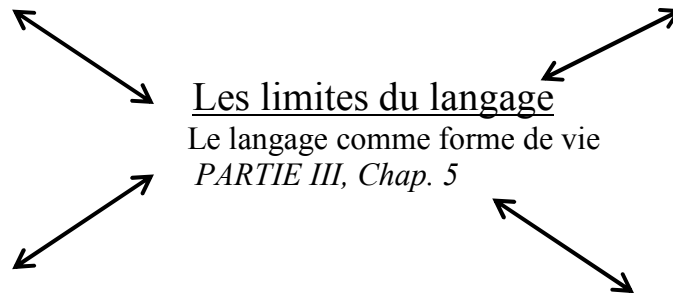 Les limites du langage
Le langage comme forme de vie
PARTIE III, Chap. 5